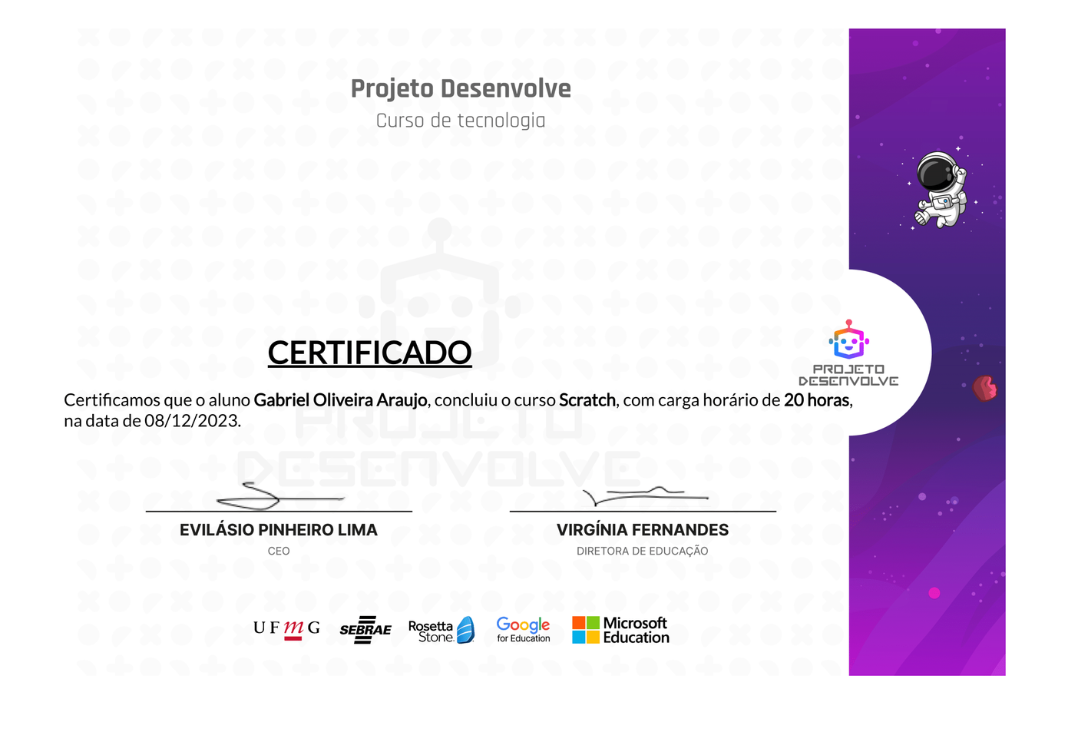 Projeto Desenvolve
Curso de tecnologia
CERTIFICADO
PROJETO
DESENVOLVE
Certificamos que o aluno Gabriel Oliveira Araujo, concluiu o curso Scratch, com carga horário de 20 horas,
na data de 08/12/2023.
PROJETO
DESENVOLVE
EVILÁSIO PINHEIRO LIMA
CEO
VIRGÍNIA FERNANDES
DIRETORA DE EDUCAÇÃO
UFmG
SEBRAE
Rosetta
Stone.
Google
for Education
Microsoft
Education